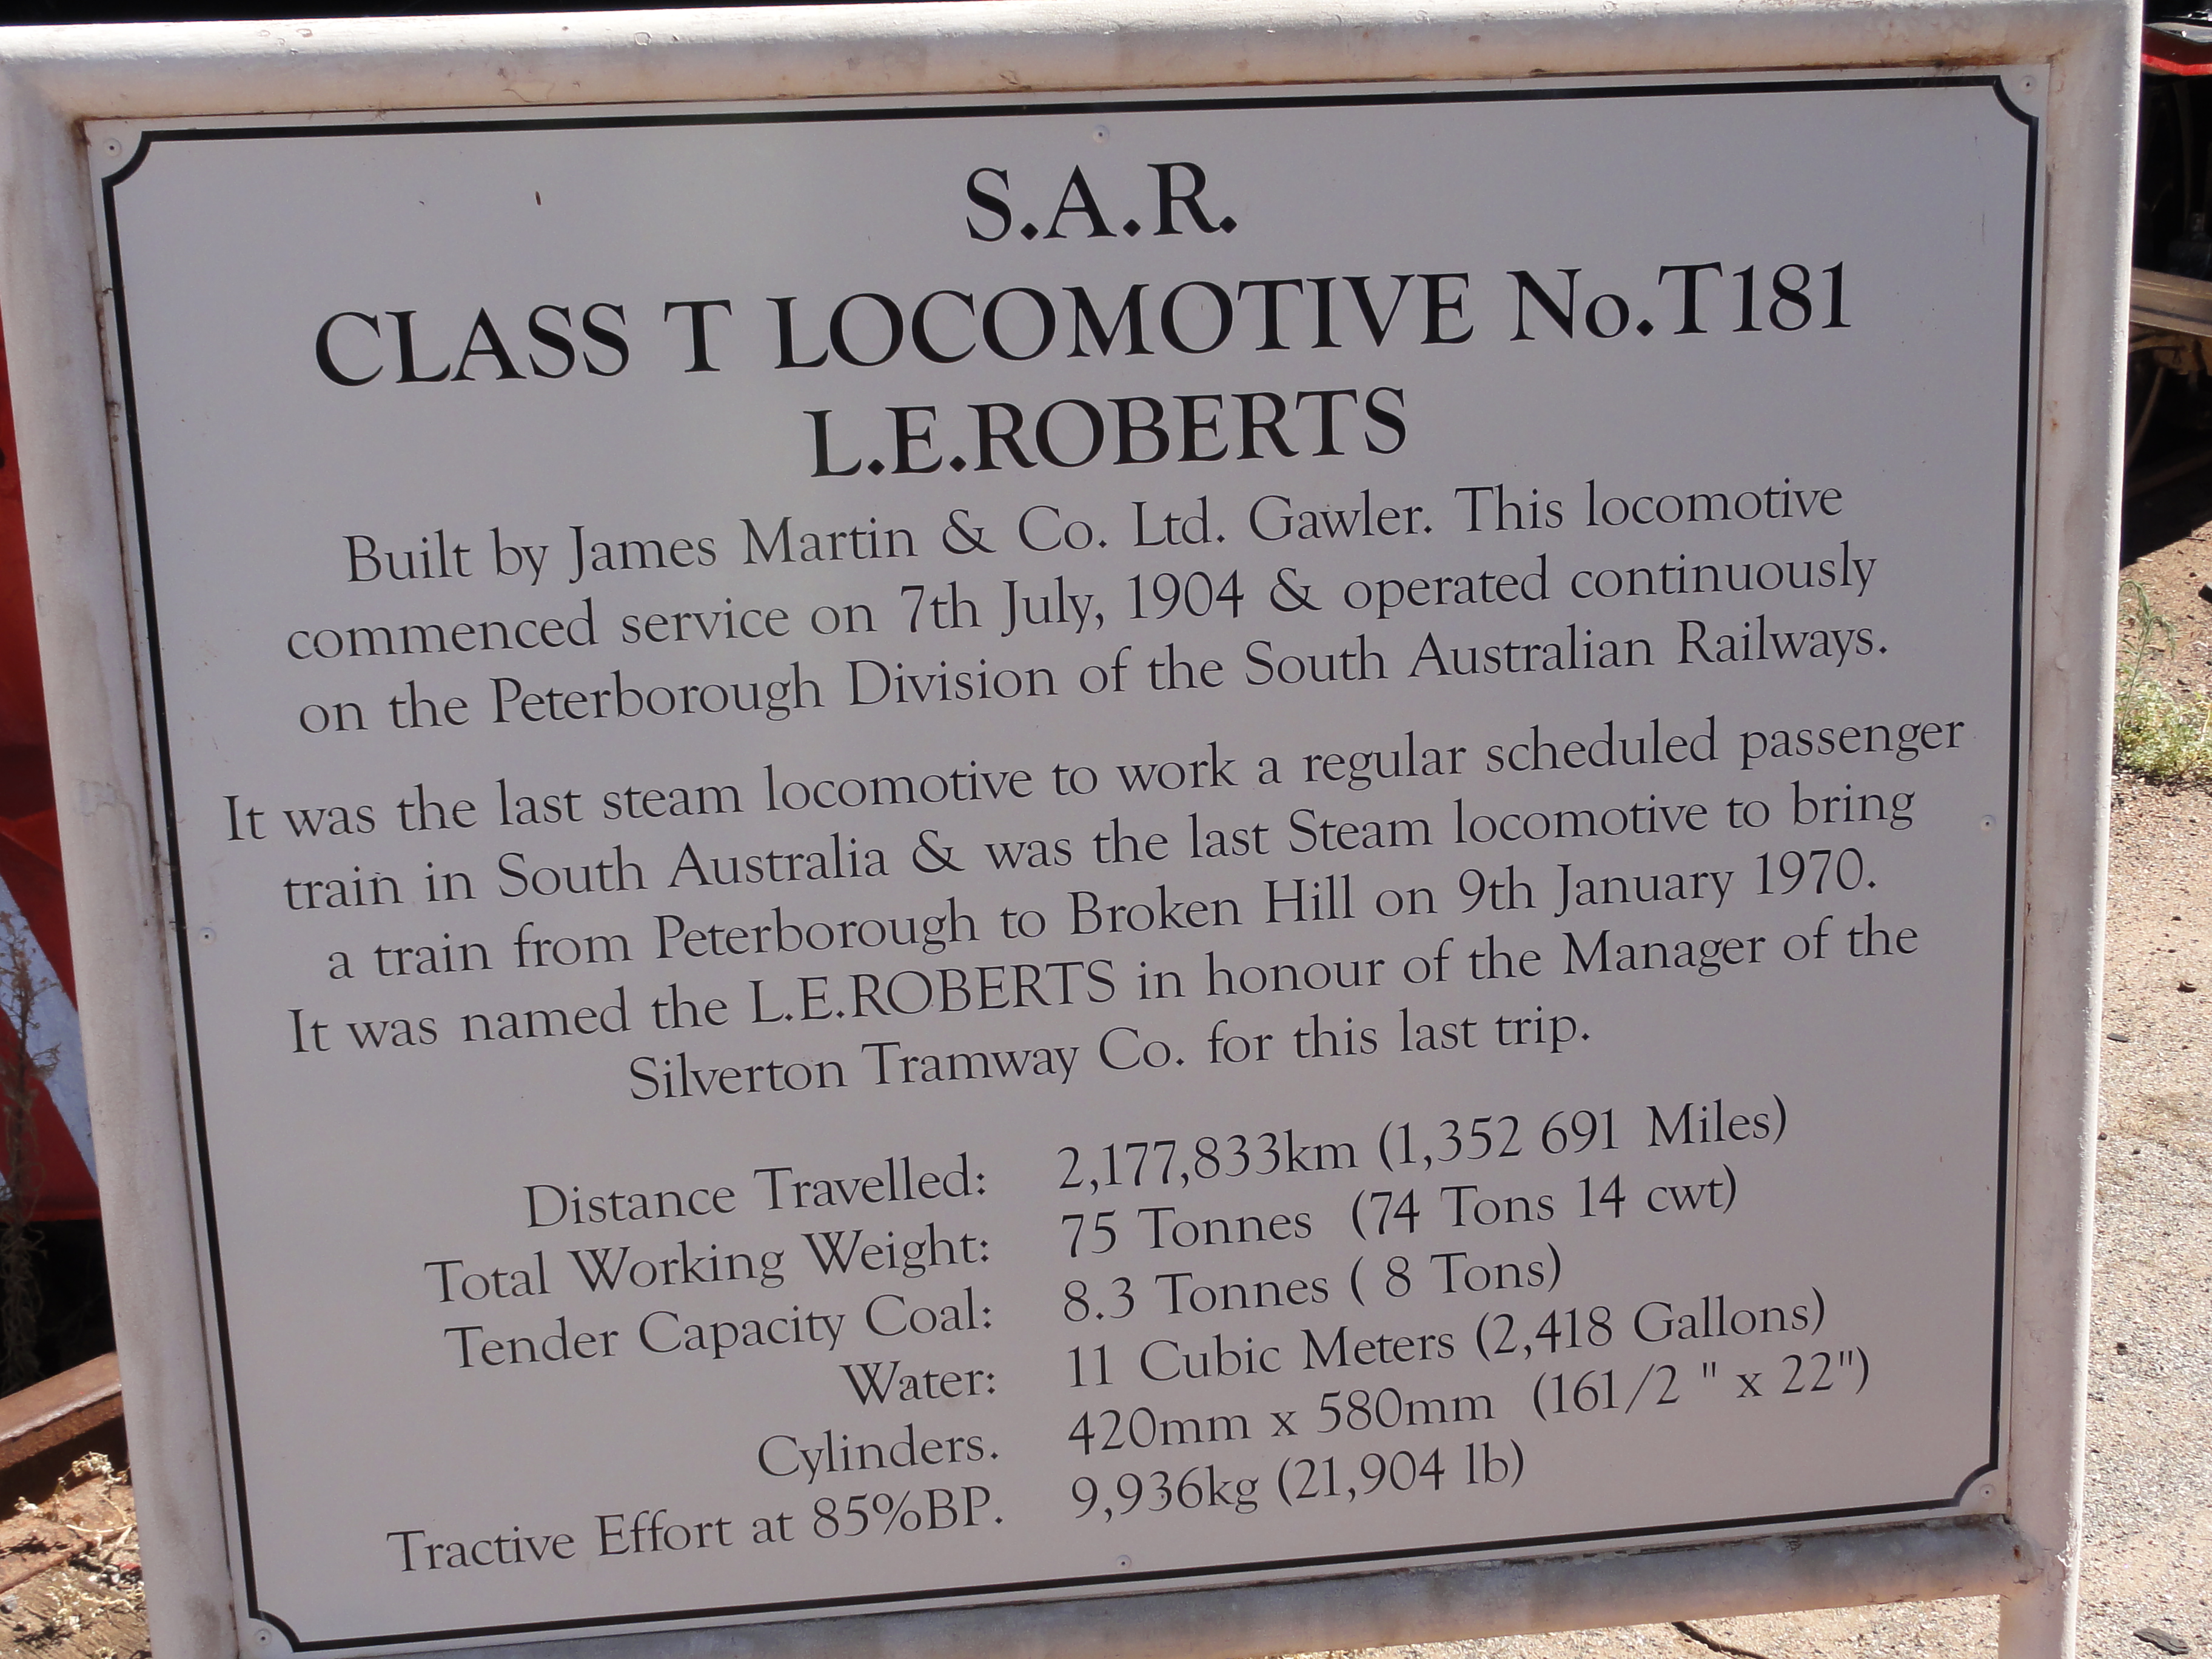 S.A.R.
CLASS T LOCOMOTIVE No.T181
L.E.ROBERTS
Built by James Martin & Co. Ltd. Gawler. This locomotive
commenced service on 7th July, 1904 & operated continuously
on the Peterborough Division of the South Australian Railways.
It was the last steam locomotive to work a regular scheduled passenger
train in South Australia & was the last Steam locomotive to bring
a train from Peterborough to Broken Hill on 9th January 1970.
It was named the L.E.ROBERTS in honour of the Manager of the
Silverton Tramway Co. for this last trip.
Distance Travelled: 2,177,833km (1,352 691 Miles)
Total Working Weight: 75 Tonnes (74 Tons 14 cwt)
Tender Capacity Coal: 8.3 Tonnes ( 8 Tons)
Water: 11 Cubic Meters (2,418 Gallons)
Cylinders. 420mm x 580mm (161/2 " x 22")
Tractive Effort at 85%BP. 9,936kg (21,904 lb)